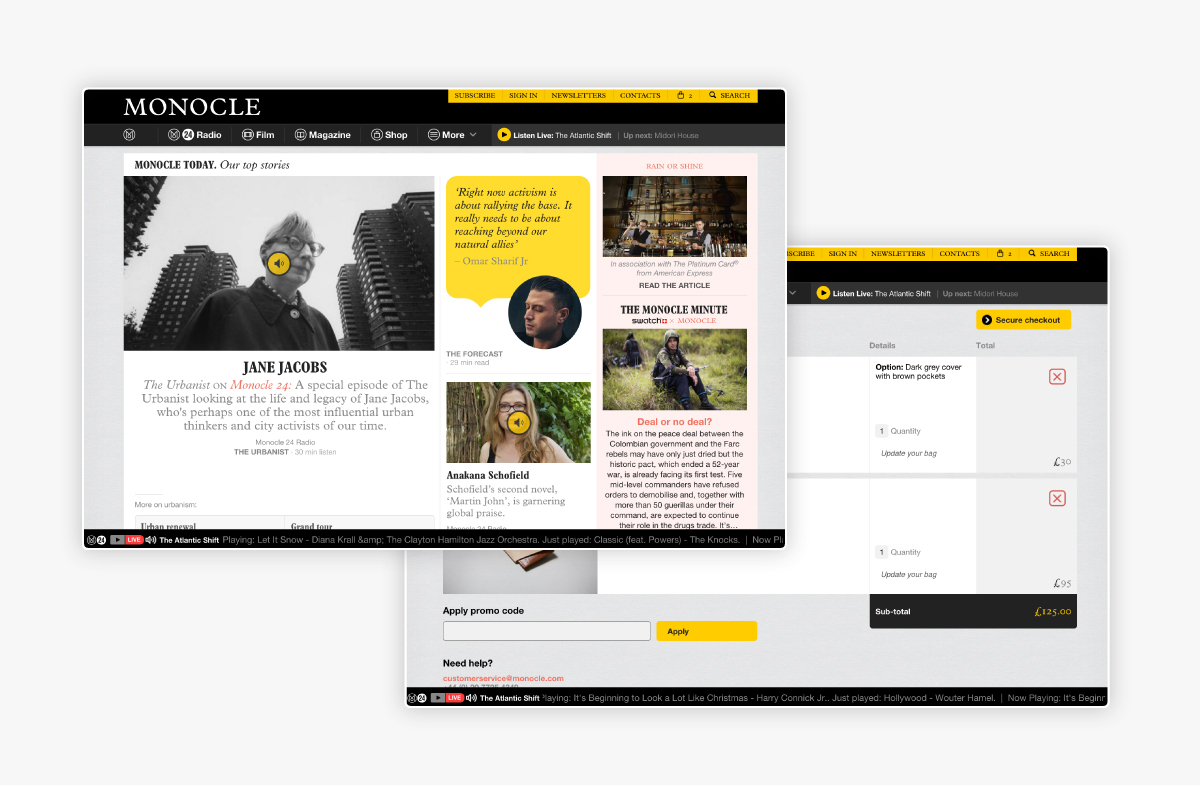 SUBSCRIBE SIGN IN NEWSLETTERS CONTACTS 2 SEARCH
MONOCLE
24 Radio Film Magazine Shop More Listen Live: The Atlantic Shift | Up next: Midori House
MONOCLE TODAY. Our top stories
JANE JACOBS
The Urbanist ON Monocle 24: A special episode of The
Urbanist looking at the life and legacy of Jane Jacobs,
who's perhaps one of the most influential urban
thinkers and city activists of our time.
Monocle 24 Radio
THE URBANIST · 30 min listen
More on urbanism:
Urban renewal Grand tour
‘Right now activism is
about rallying the base. It
really needs to be about
reaching beyond our
natural allies’
– Omar Sharif Jr
THE FORECAST
· 29 min read
Anakana Schofield
Schofield's second novel,
‘Martin John’, is garnering
global praise.
Monocle 24 Radio
RAIN OR SHINE
In association with The Platinum Card®
from American Express
READ THE ARTICLE
THE MONOCLE MINUTE
swatch × MONOCLE
Deal or no deal?
The ink on the peace deal between the
Colombian government and the Farc
rebels may have only just dried but the
historic pact, which ended a 52-year
war, is already facing its first test. Five
mid-level commanders have refused
orders to demobilise and, together with
more than 50 guerillas under their
command, are expected to continue
their role in the drugs trade. It's…
24 LIVE The Atlantic Shift Playing: Let It Snow - Diana Krall &amp; The Clayton Hamilton Jazz Orchestra. Just played: Classic (feat. Powers) - The Knocks. | Now Pl
SCRIBE SIGN IN NEWSLETTERS CONTACTS 2 SEARCH
Listen Live: The Atlantic Shift | Up next: Midori House
Secure checkout
Details Total
Option: Dark grey cover
with brown pockets
1 Quantity
Update your bag
£30
1 Quantity
Update your bag
£95
Sub-total £125.00
Apply promo code
Apply
Need help?
customerservice@monocle.com
24 LIVE The Atlantic Shift laying: It's Beginning to Look a Lot Like Christmas - Harry Connick Jr.. Just played: Hollywood - Wouter Hamel. | Now Playing: It's Beginn